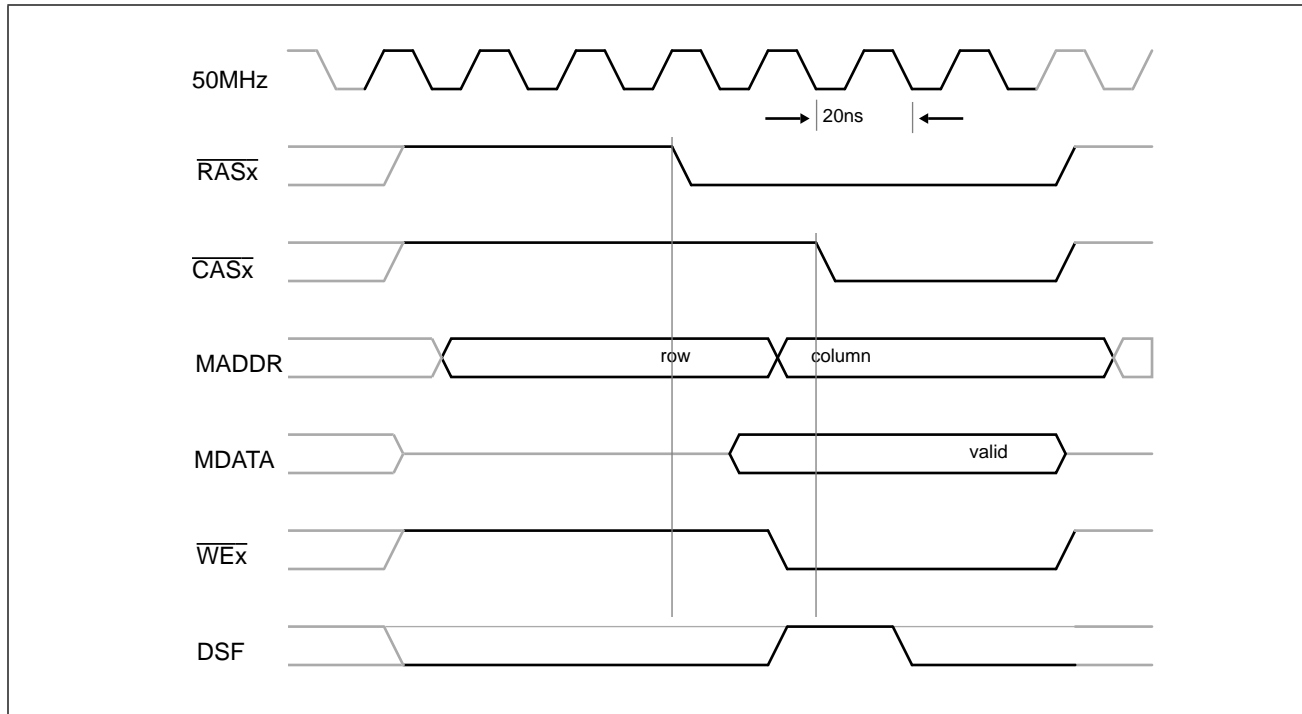 50MHz
20ns
RASx
CASx
MADDR
row
column
MDATA
valid
WEx
DSF